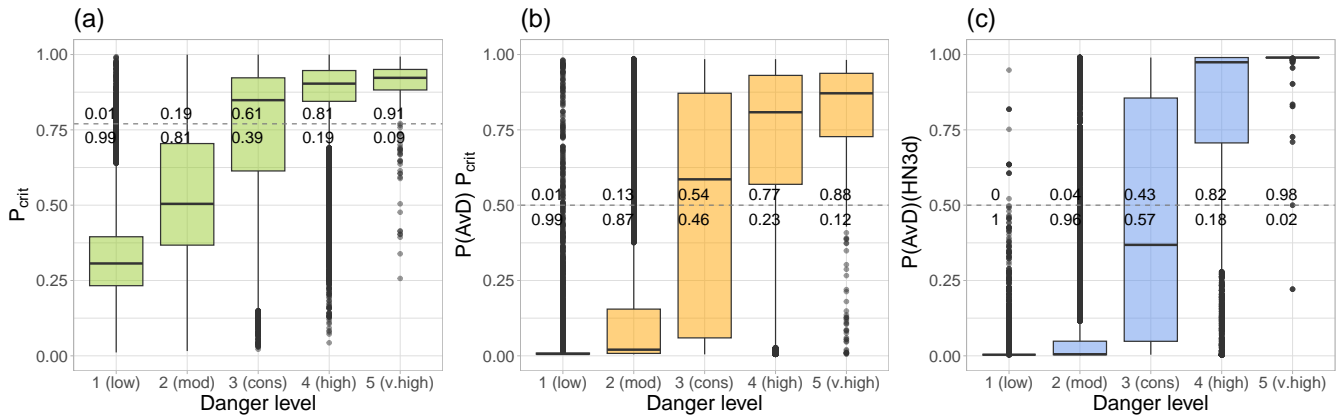 (a)
P_crit
1.00
0.75
0.50
0.25
0.00
0.01 0.19 0.61 0.81 0.91
0.99 0.81 0.39 0.19 0.09
1 (low) 2 (mod) 3 (cons) 4 (high) 5 (v.high)
Danger level
(b)
P(AvD) P_crit
1.00
0.75
0.50
0.25
0.00
0.01 0.13 0.54 0.77 0.88
0.99 0.87 0.46 0.23 0.12
1 (low) 2 (mod) 3 (cons) 4 (high) 5 (v.high)
Danger level
(c)
P(AvD)(HN3d)
1.00
0.75
0.50
0.25
0.00
0 0.04 0.43 0.82 0.98
1 0.96 0.57 0.18 0.02
1 (low) 2 (mod) 3 (cons) 4 (high) 5 (v.high)
Danger level